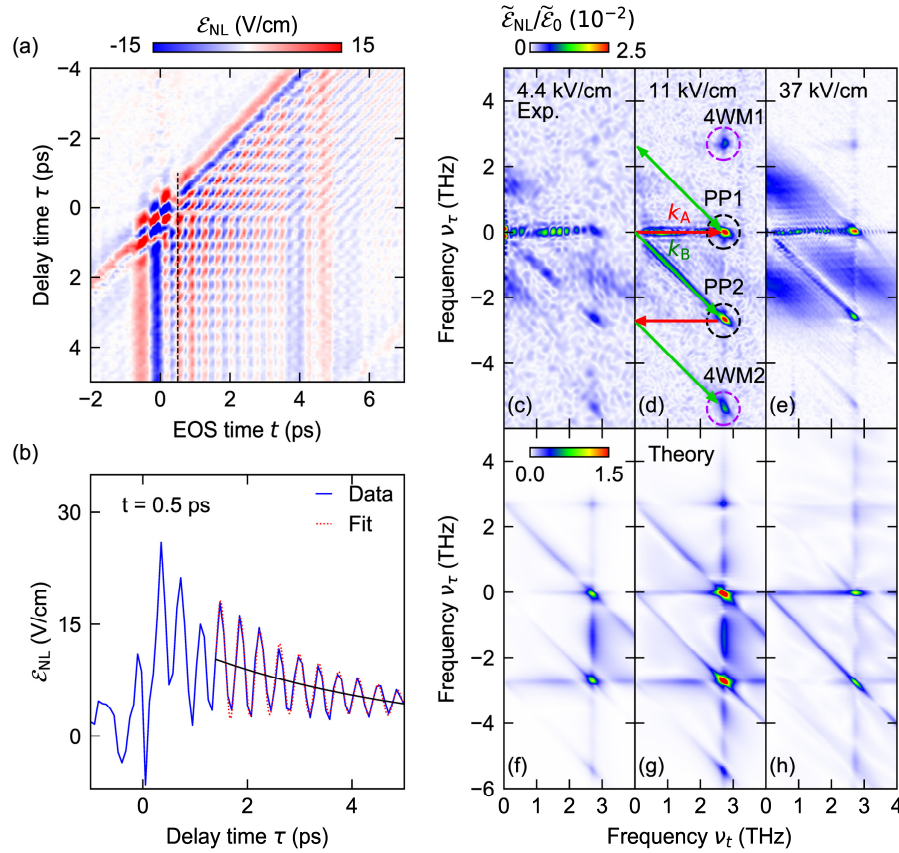 (a)
ℰNL (V/cm)
-15
15
Delay time τ (ps)
-4
-2
0
2
4
-2
0
2
4
6
EOS time t (ps)
(b)
t = 0.5 ps
Data
Fit
ℰNL (V/cm)
35
15
0
0
2
4
Delay time τ (ps)
ℰ̃NL/ℰ̃0 (10⁻²)
0
2.5
4.4 kV/cm
Exp.
11 kV/cm
37 kV/cm
4WM1
PP1
kA
kB
PP2
4WM2
(c)
(d)
(e)
Frequency ντ (THz)
4
2
0
-2
-4
0.0
1.5
Theory
Frequency ντ (THz)
4
2
0
-2
-4
-6
(f)
(g)
(h)
0
1
2
3
0
1
2
3
0
1
2
3
4
Frequency νt (THz)